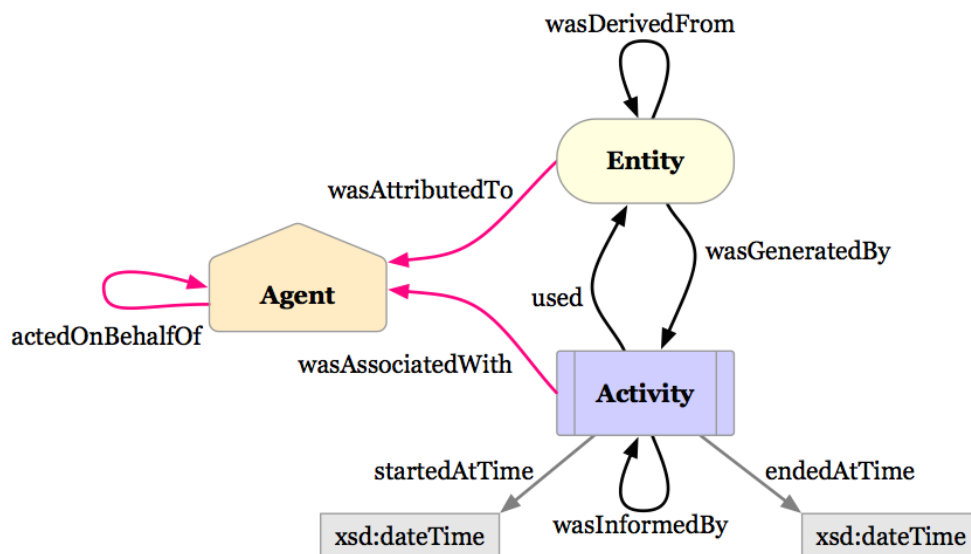 wasDerivedFrom
Entity
wasAttributedTo
wasGeneratedBy
Agent
used
actedOnBehalfOf
wasAssociatedWith
Activity
startedAtTime
endedAtTime
wasInformedBy
xsd:dateTime
xsd:dateTime